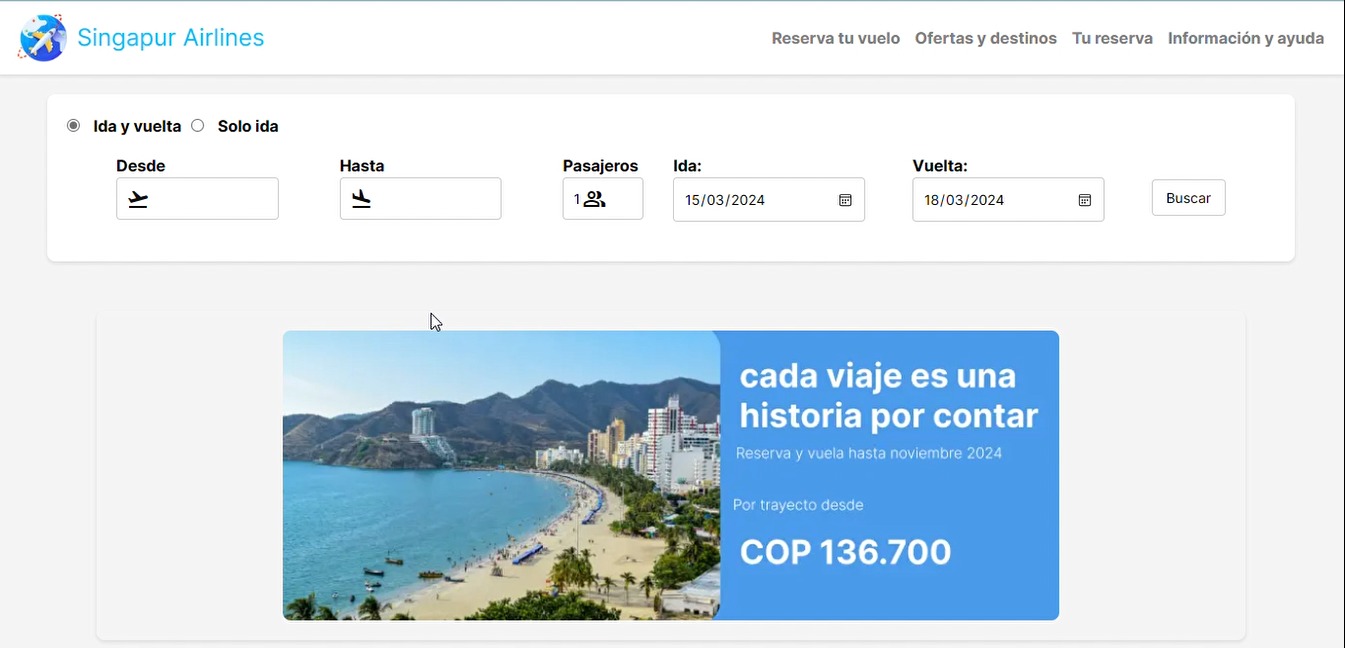 Singapur Airlines
Reserva tu vuelo Ofertas y destinos Tu reserva Información y ayuda
Ida y vuelta Solo ida
Desde Hasta Pasajeros Ida: Vuelta:
1 15/03/2024 18/03/2024 Buscar
cada viaje es una
historia por contar
Reserva y vuela hasta noviembre 2024
Por trayecto desde
COP 136.700